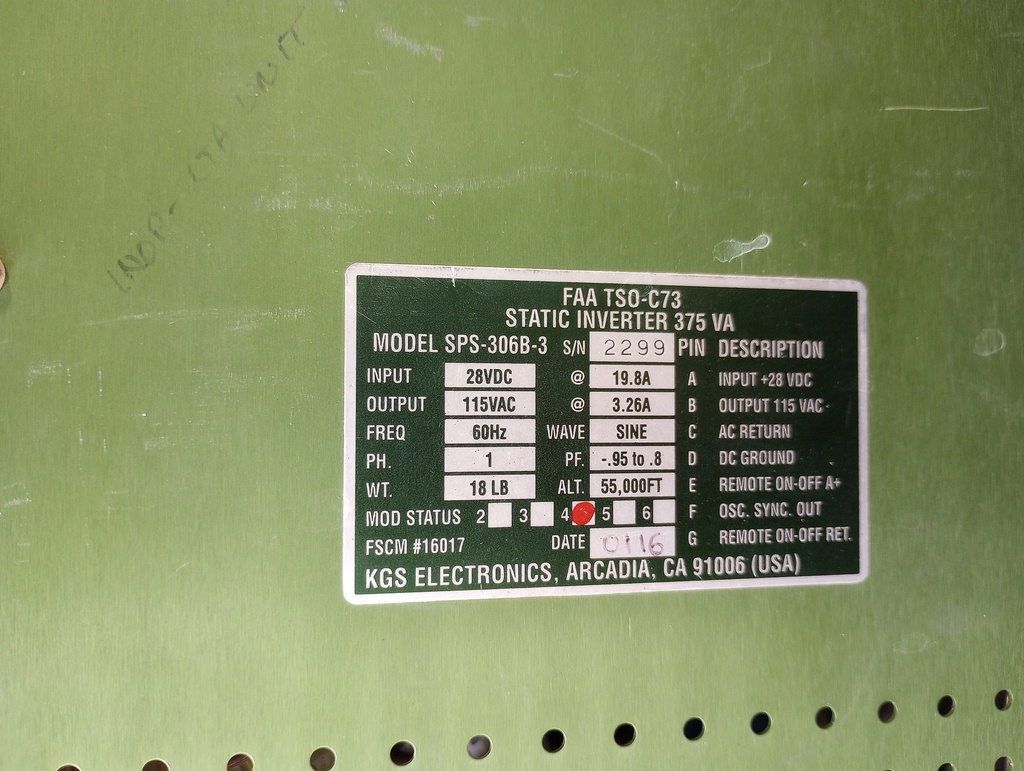 INOP - UNIT
FAA TSO-C73
STATIC INVERTER 375 VA
MODEL SPS-306B-3 S/N 2299 PIN DESCRIPTION
INPUT 28VDC @ 19.8A A INPUT +28 VDC
OUTPUT 115VAC @ 3.26A B OUTPUT 115 VAC
FREQ 60Hz WAVE SINE C AC RETURN
PH. 1 PF. -.95 to .8 D DC GROUND
WT. 18 LB ALT. 55,000FT E REMOTE ON-OFF A+
MOD STATUS 2 3 4 5 6 F OSC. SYNC. OUT
FSCM #16017 DATE 0116 G REMOTE ON-OFF RET.
KGS ELECTRONICS, ARCADIA, CA 91006 (USA)